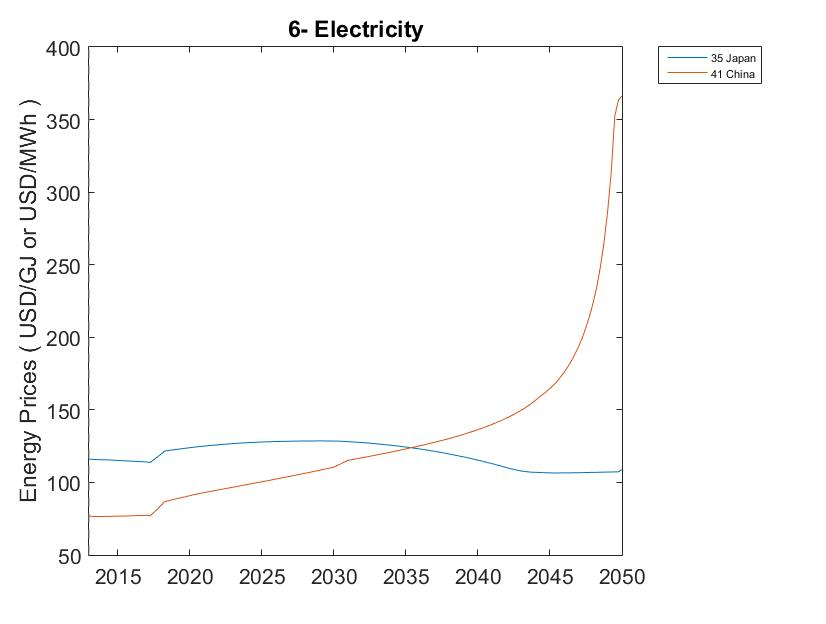 6- Electricity
35 Japan
41 China
Energy Prices ( USD/GJ or USD/MWh )
400
350
300
250
200
150
100
50
2015 2020 2025 2030 2035 2040 2045 2050